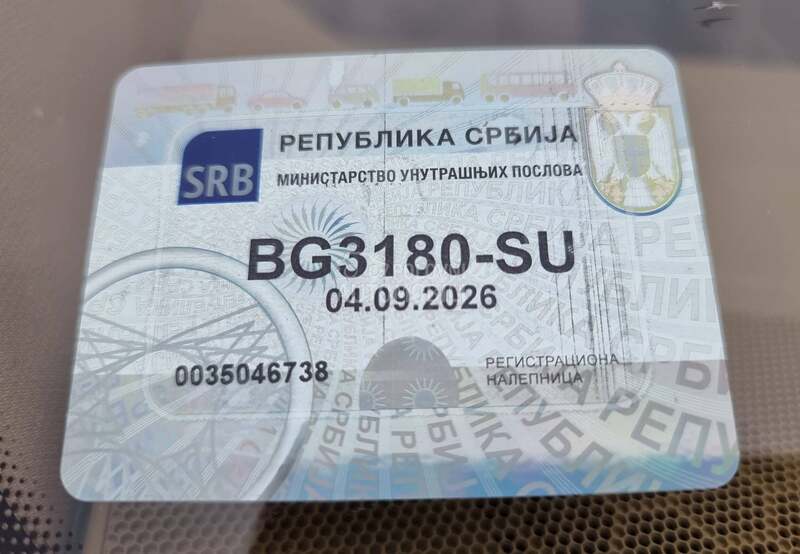 SRB
РЕПУБЛИКА СРБИЈА
МИНИСТАРСТВО УНУТРАШЊИХ ПОСЛОВА
BG3180-SU
04.09.2026
0035046738
РЕГИСТРАЦИОНА
НАЛЕПНИЦА